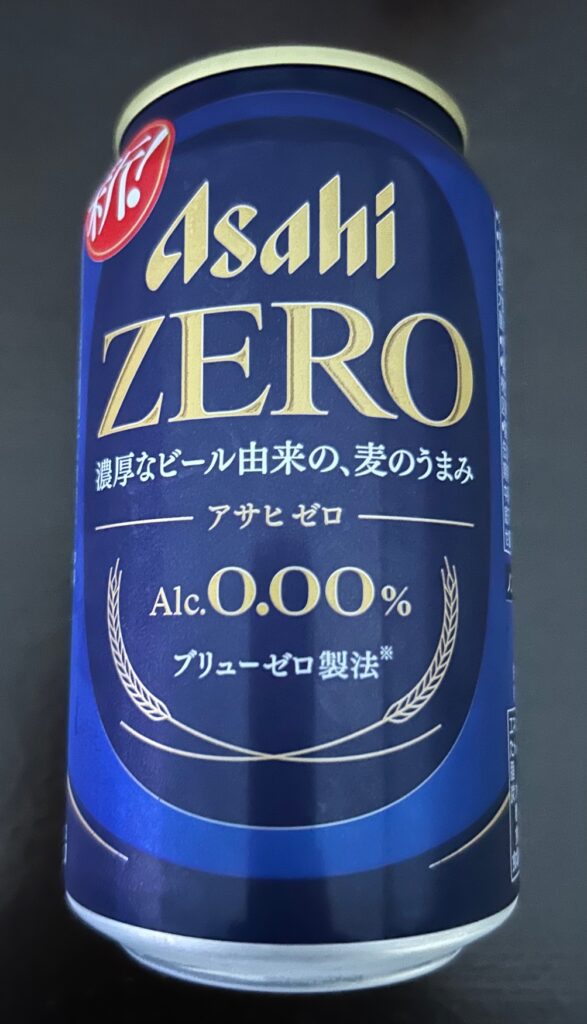 新!
Asahi
ZERO
濃厚なビール由来の、麦のうまみ
アサヒ ゼロ
Alc.0.00%
ブリューゼロ製法※